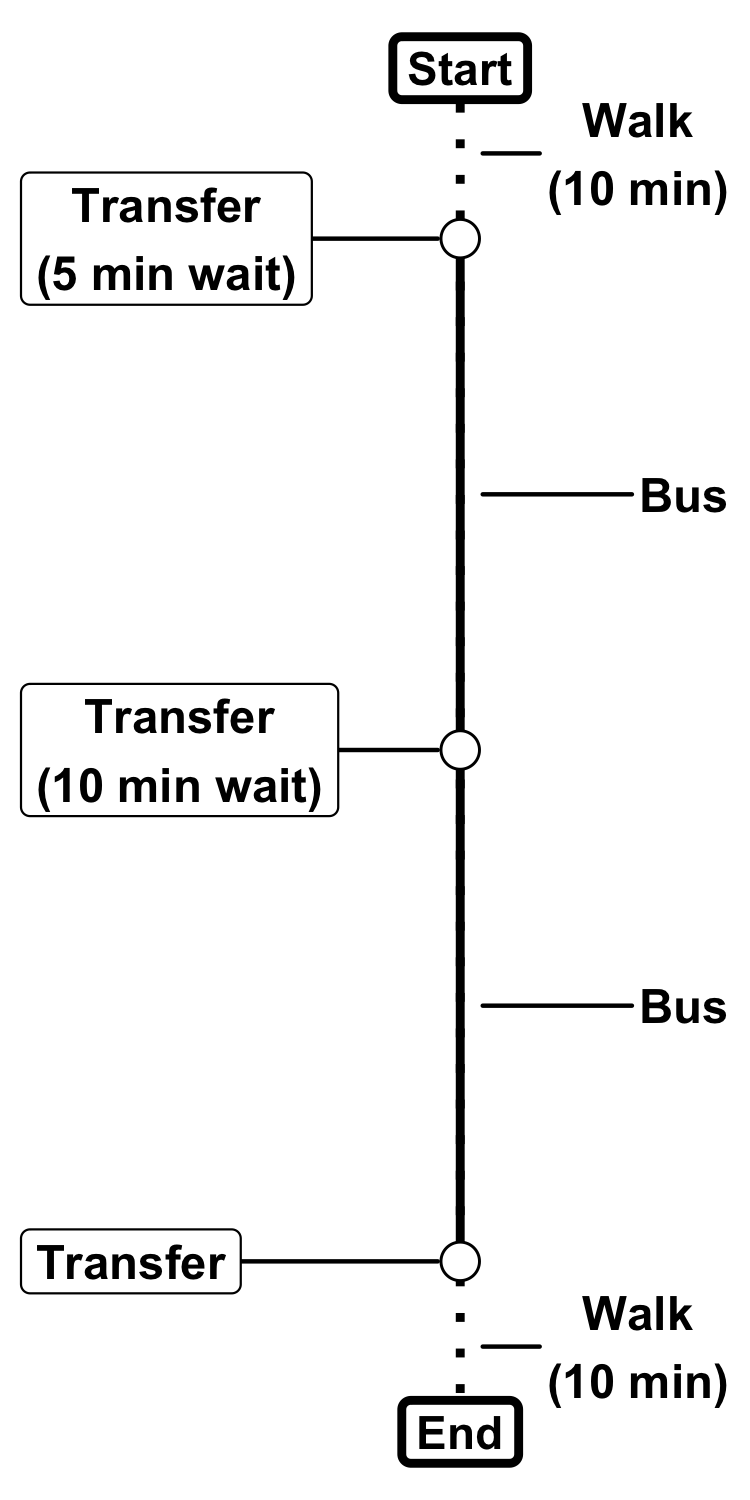 Start
Walk
(10 min)
Transfer
(5 min wait)
Bus
Transfer
(10 min wait)
Bus
Transfer
Walk
(10 min)
End